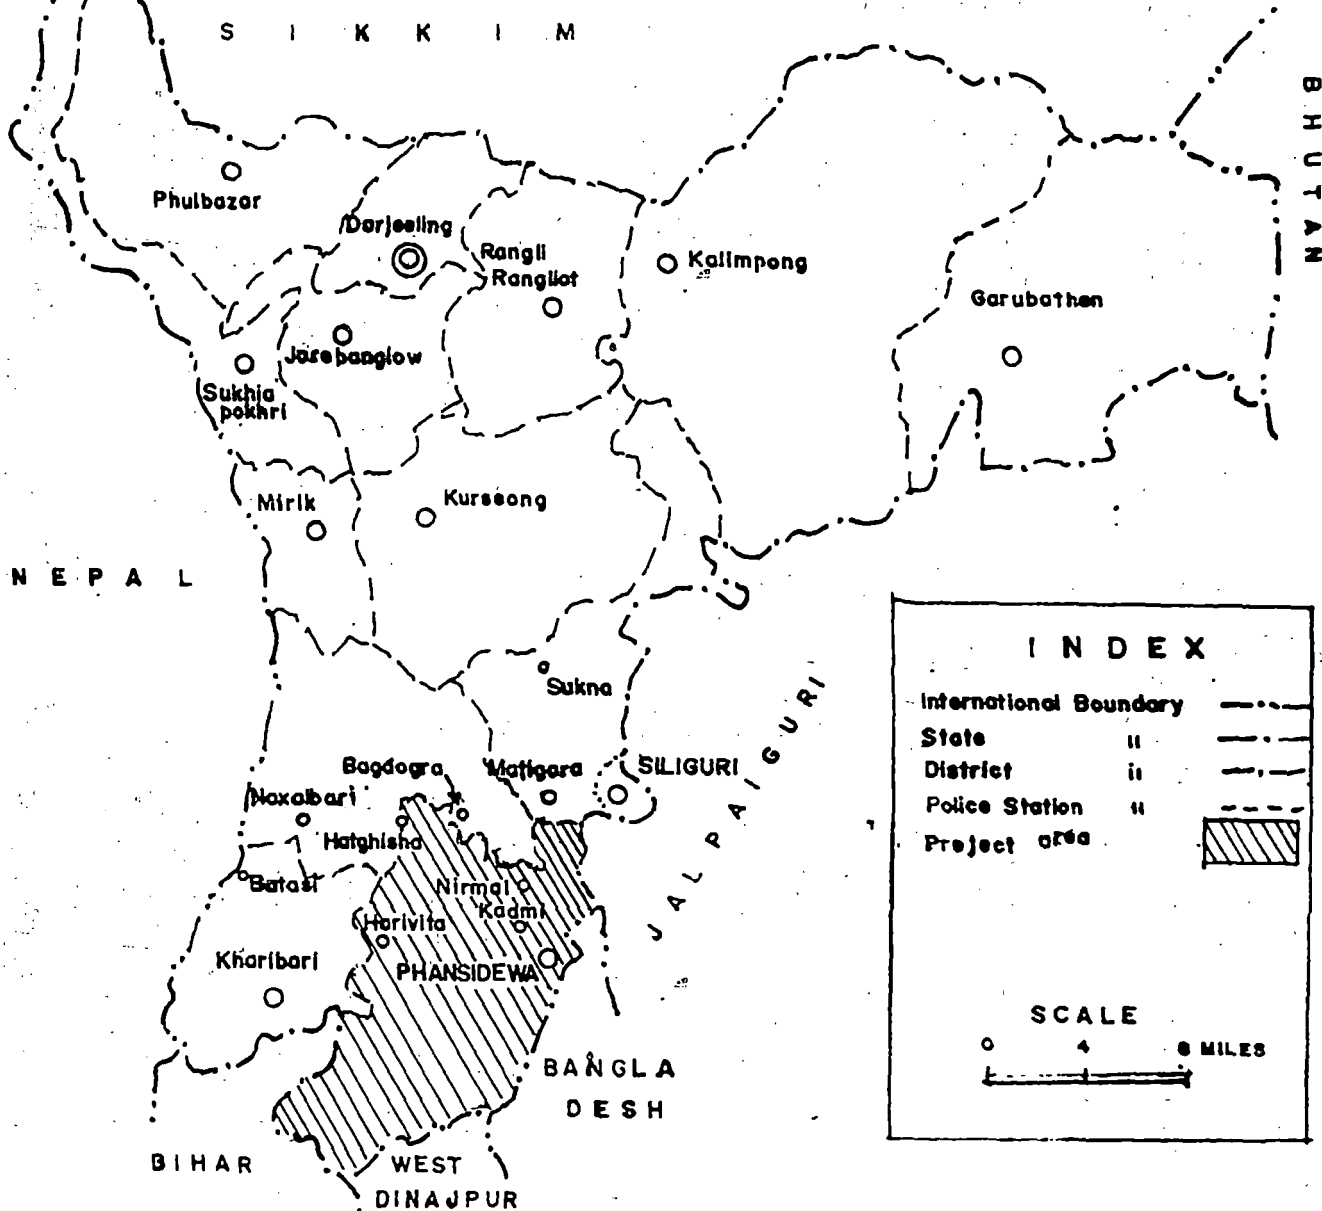 SIKKIM
BHUTAN
Phulbazar
Darjeeling
Rangli
Rangliot
Kalimpong
Garubathen
Jorebanglow
Sukhia
pokhri
Mirik
Kurseong
NEPAL
Sukna
JALPAIGURI
Bagdogra
Matigara
SILIGURI
Naxalbari
Hatghisha
Batasi
Nirmal
Kadmi
Harivita
Kharibari
PHANSIDEWA
BANGLA
DESH
BIHAR
WEST
DINAJPUR
INDEX
International Boundary
State "
District "
Police Station "
Project area
SCALE
0 4 8 MILES